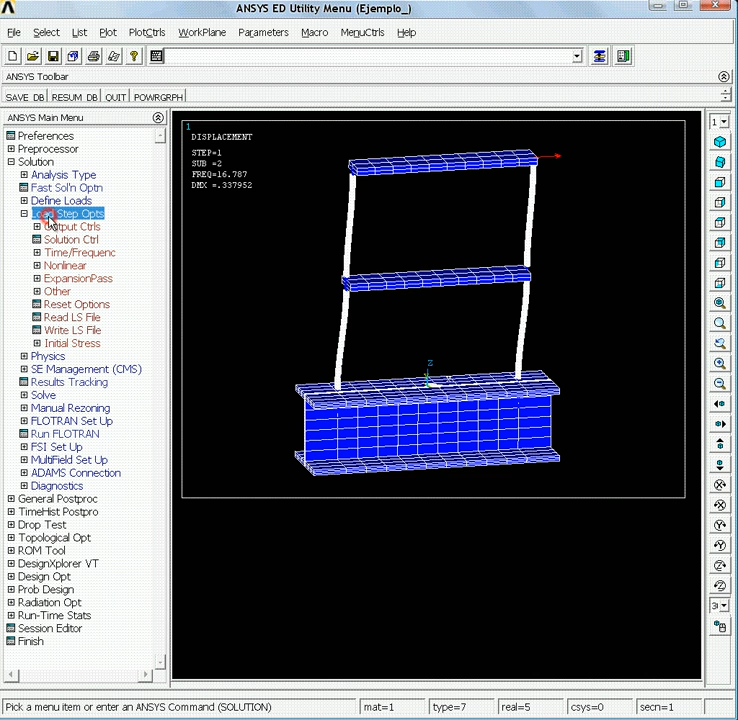 ANSYS ED Utility Menu (Ejemplo_)
File Select List Plot PlotCtrls WorkPlane Parameters Macro MenuCtrls Help
ANSYS Toolbar
SAVE_DB RESUM_DB QUIT POWRGRPH
ANSYS Main Menu
Preferences
Preprocessor
Solution
Analysis Type
Fast Sol'n Optn
Define Loads
Load Step Opts
Output Ctrls
Solution Ctrl
Time/Frequenc
Nonlinear
ExpansionPass
Other
Reset Options
Read LS File
Write LS File
Initial Stress
Physics
SE Management (CMS)
Results Tracking
Solve
Manual Rezoning
FLOTRAN Set Up
Run FLOTRAN
FSI Set Up
MultiField Set Up
ADAMS Connection
Diagnostics
General Postproc
TimeHist Postpro
Drop Test
Topological Opt
ROM Tool
DesignXplorer VT
Design Opt
Prob Design
Radiation Opt
Run-Time Stats
Session Editor
Finish
1
DISPLACEMENT
STEP=1
SUB =2
FREQ=16.787
DMX =.337952
Z
1
Pick a menu item or enter an ANSYS Command (SOLUTION) mat=1 type=7 real=5 csys=0 secn=1